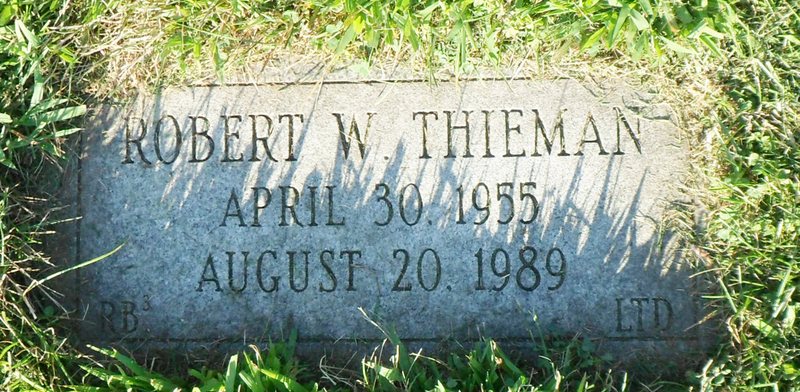 ROBERT W. THIEMAN
APRIL 30, 1955
AUGUST 20, 1989
RB³ LTD